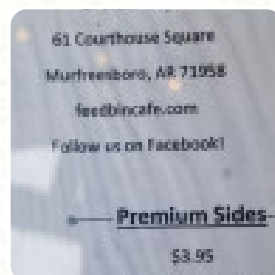 61 Courthouse Square
Murfreesboro, AR 71958
feedbincafe.com
Follow us on Facebook!
Premium Sides
$3.95